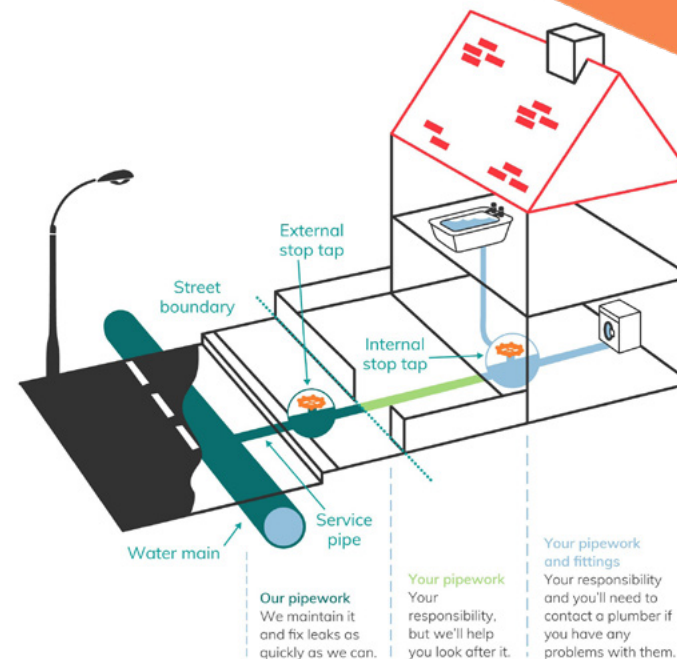 External
stop tap
Street
boundary
Internal
stop tap
Service
pipe
Water main
Our pipework
We maintain it
and fix leaks as
quickly as we can.
Your pipework
Your
responsibility,
but we'll help
you look after it.
Your pipework
and fittings
Your responsibility
and you'll need to
contact a plumber if
you have any
problems with them.